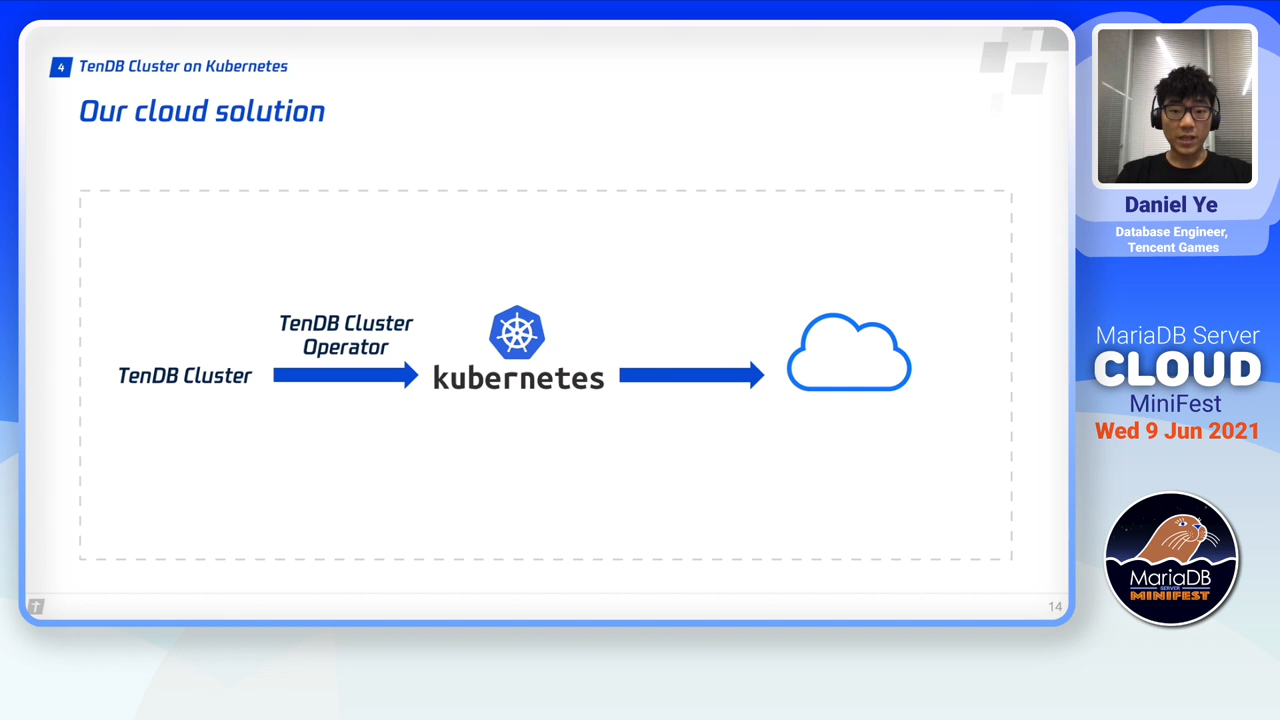 4 TenDB Cluster on Kubernetes
Our cloud solution
TenDB Cluster
Operator
TenDB Cluster
kubernetes
14
Daniel Ye
Database Engineer,
Tencent Games
MariaDB Server
CLOUD
MiniFest
Wed 9 Jun 2021
MariaDB
SERVER
MINIFEST